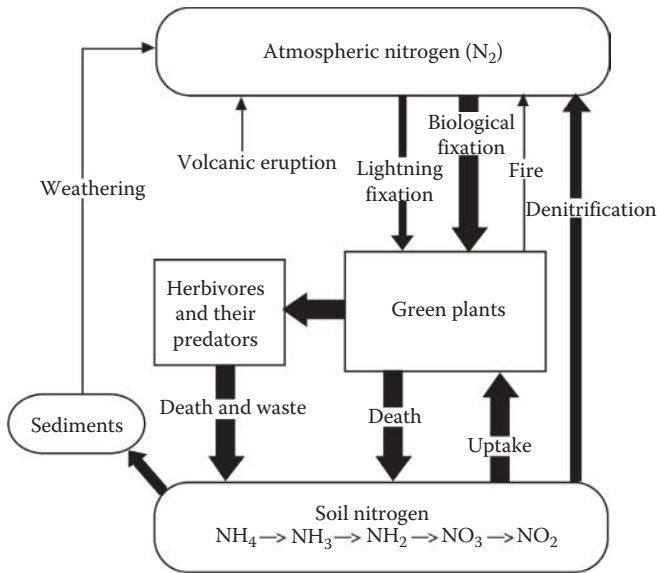 Atmospheric nitrogen (N₂)
Volcanic eruption
Weathering
Lightning
fixation
Biological
fixation
Fire
Denitrification
Herbivores
and their
predators
Green plants
Death and waste
Death
Uptake
Sediments
Soil nitrogen
NH₄ → NH₃ → NH₂ → NO₃ → NO₂